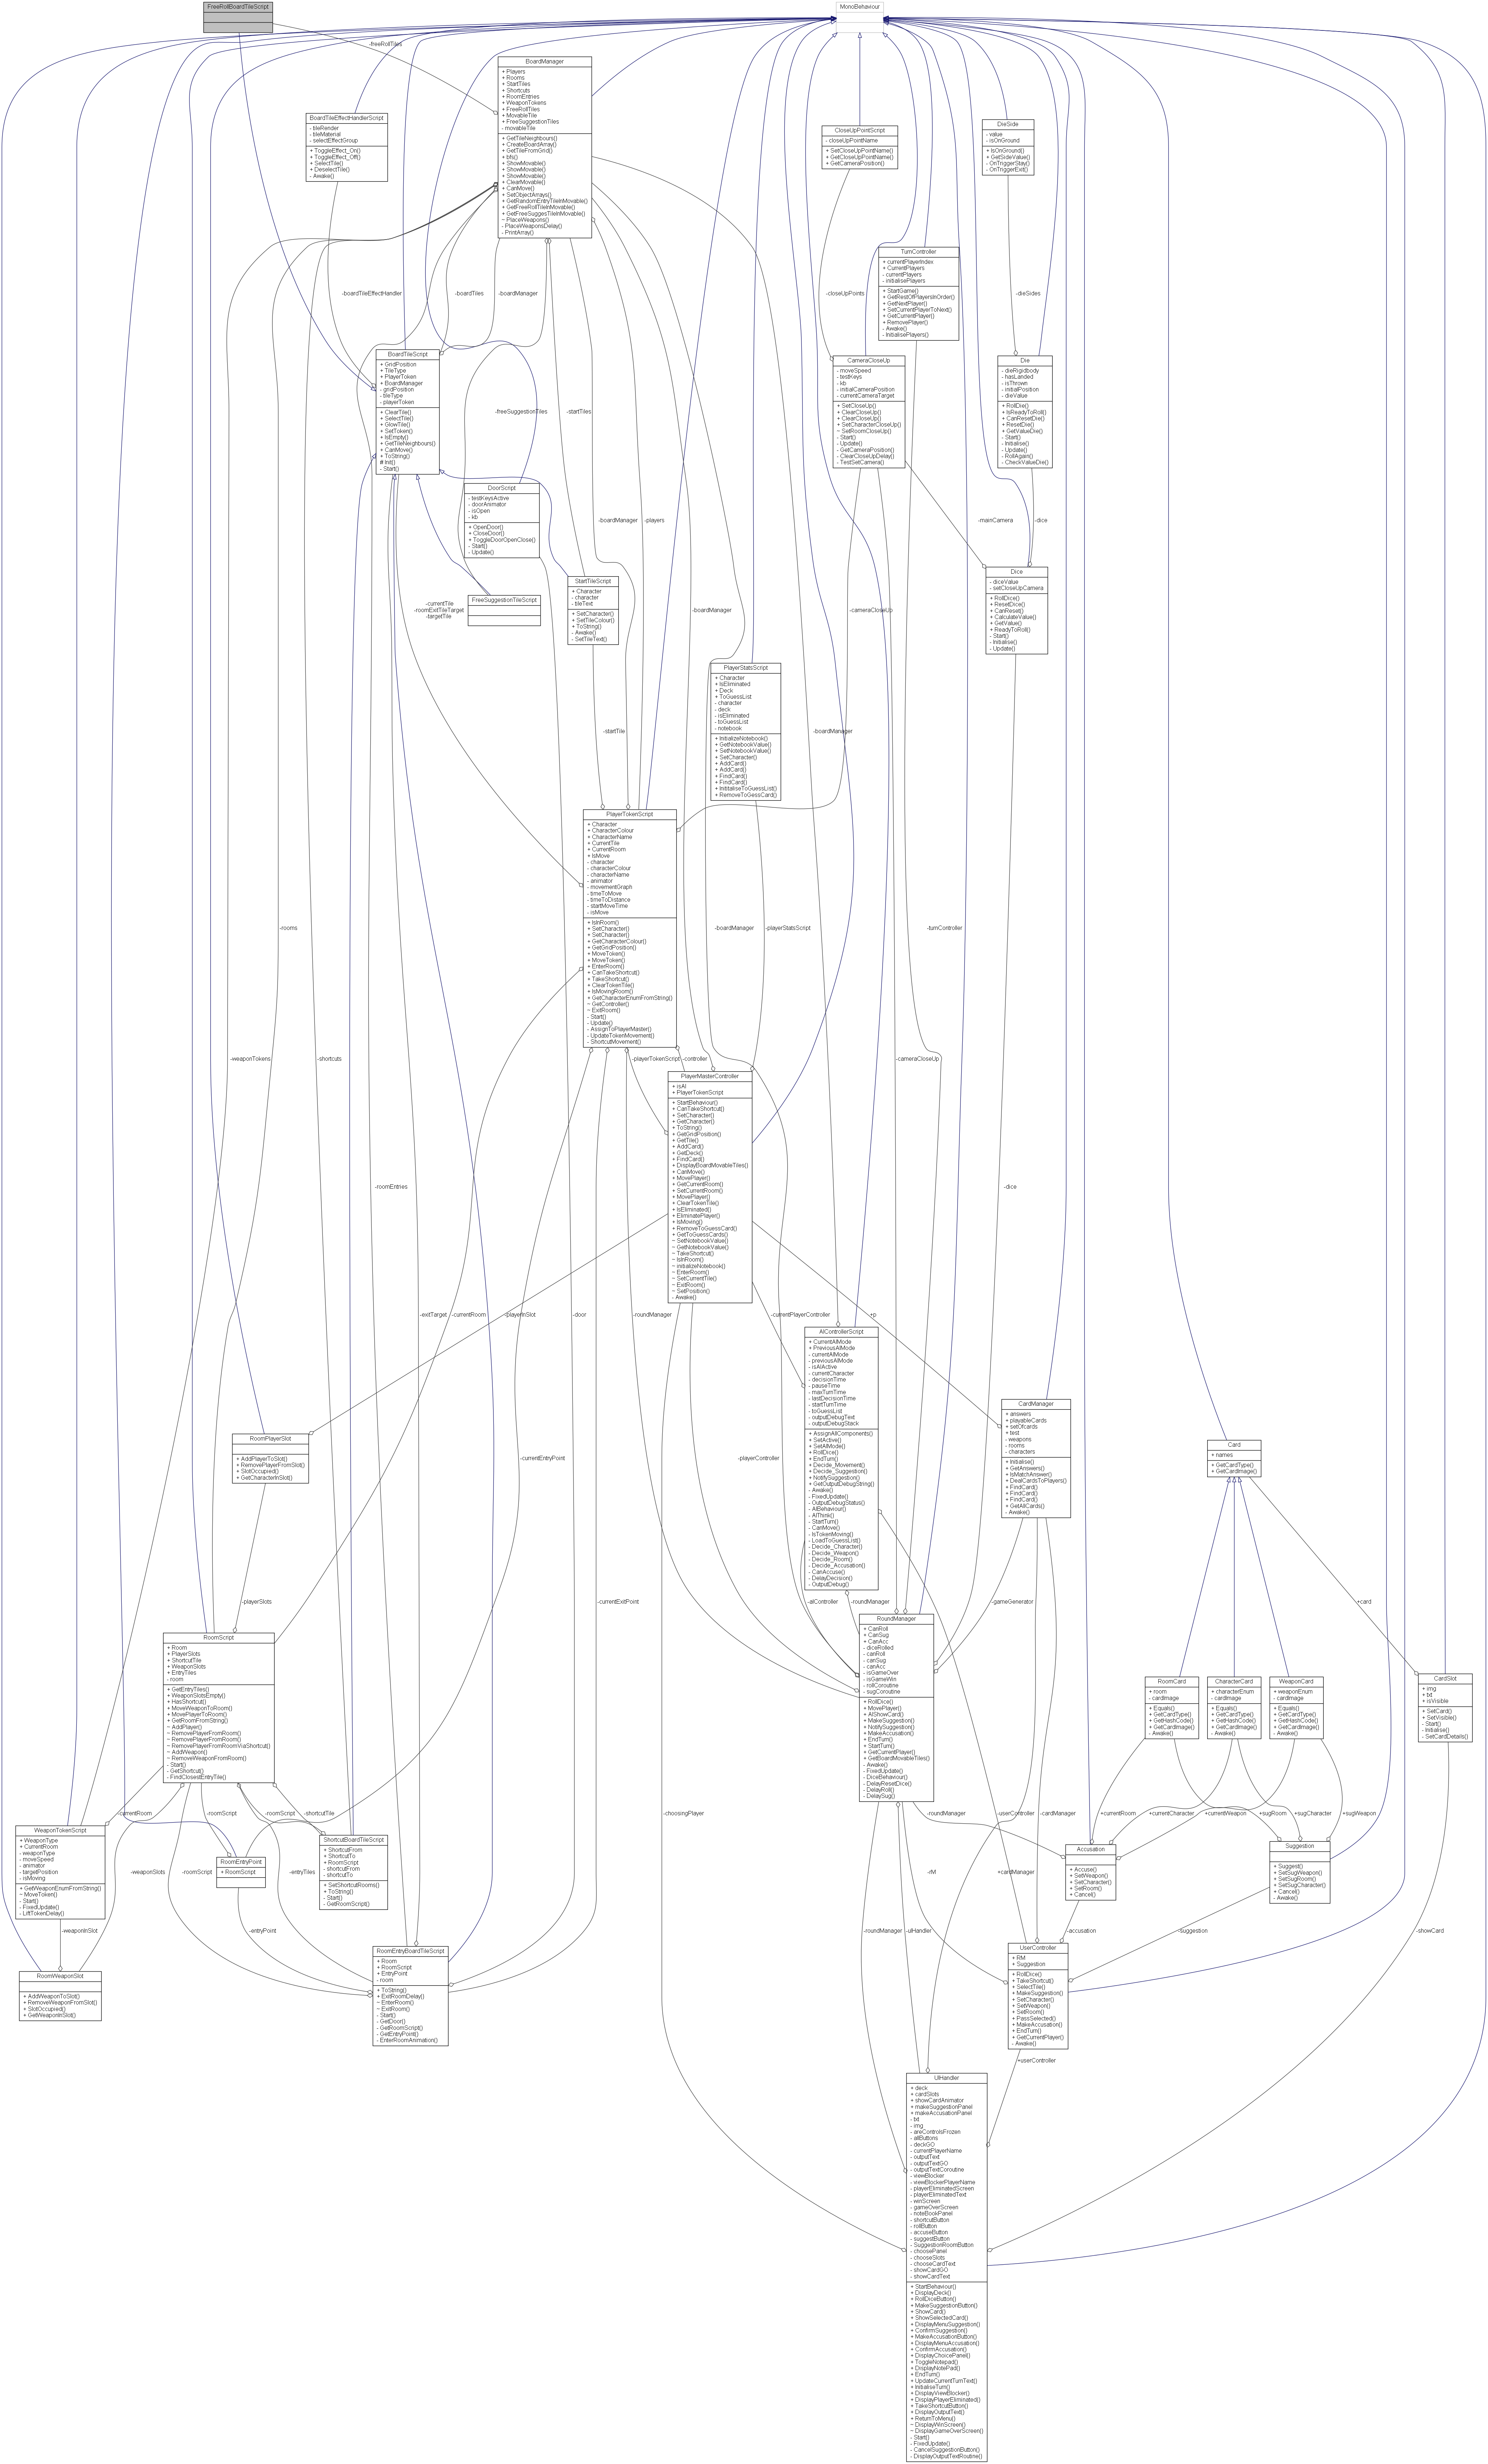 FreeRollBoardTileScript
MonoBehaviour
-freeRollTiles
BoardManager
+ Players
+ Rooms
+ StartTiles
+ Shortcuts
+ RoomEntries
+ WeaponTokens
+ FreeRollTiles
+ MovableTile
+ FreeSuggestionTiles
- movableTile
+ GetTileNeighbours()
+ CreateBoardArray()
+ GetTileFromGrid()
+ bfs()
+ ShowMovable()
+ ShowMovable()
+ ShowMovable()
+ ClearMovable()
+ CanMove()
+ SetObjectArrays()
+ GetRandomEntryTileInMovable()
+ GetFreeRollTileInMovable()
+ GetFreeSuggesTileInMovable()
~ PlaceWeapons()
- PlaceWeaponsDelay()
- PrintArray()
BoardTileEffectHandlerScript
- tileRender
- tileMaterial
- selectEffectGroup
+ ToggleEffect_On()
+ ToggleEffect_Off()
+ SelectTile()
+ DeselectTile()
- Awake()
CloseUpPointScript
- closeUpPointName
+ SetCloseUpPointName()
+ GetCloseUpPointName()
+ GetCameraPosition()
DieSide
- value
- isOnGround
+ IsOnGround()
+ GetSideValue()
- OnTriggerStay()
- OnTriggerExit()
TurnController
+ currentPlayerIndex
+ CurrentPlayers
- currentPlayers
- initialisePlayers
+ StartGame()
+ GetRestOfPlayersInOrder()
+ GetNextPlayer()
+ SetCurrentPlayerToNext()
+ GetCurrentPlayer()
+ RemovePlayer()
- Awake()
- InitialisePlayers()
-boardTileEffectHandler
-boardTiles
-boardManager
-closeUpPoints
-dieSides
BoardTileScript
+ GridPosition
+ TileType
+ PlayerToken
+ BoardManager
- gridPosition
- tileType
- playerToken
+ ClearTile()
+ SelectTile()
+ GlowTile()
+ SetToken()
+ IsEmpty()
+ GetTileNeighbours()
+ CanMove()
+ ToString()
# Init()
- Start()
CameraCloseUp
- moveSpeed
- testKeys
- kb
- initialCameraPosition
- currentCameraTarget
+ SetCloseUp()
+ ClearCloseUp()
+ ClearCloseUp()
+ SetCharacterCloseUp()
~ SetRoomCloseUp()
- Start()
- Update()
- GetCameraPosition()
- ClearCloseUpDelay()
- TestSetCamera()
Die
- dieRigidbody
- hasLanded
- isThrown
- initialPosition
- dieValue
+ RollDie()
+ IsReadyToRoll()
+ CanResetDie()
+ ResetDie()
+ GetValueDie()
- Start()
- Initialise()
- Update()
- RollAgain()
- CheckValueDie()
-freeSuggestionTiles
-startTiles
DoorScript
- testKeysActive
- doorAnimator
- isOpen
- kb
+ OpenDoor()
+ CloseDoor()
+ ToggleDoorOpenClose()
- Start()
- Update()
-boardManager
-players
-mainCamera
-dice
StartTileScript
+ Character
- character
- tileText
+ SetCharacter()
+ SetTileColour()
+ ToString()
- Awake()
- SetTileText()
FreeSuggestionTileScript
Dice
- diceValue
- setCloseUpCamera
+ RollDice()
+ ResetDice()
+ CanReset()
+ CalculateValue()
+ GetValue()
+ ReadyToRoll()
- Start()
- Initialise()
- Update()
-currentTile
-roomExitTileTarget
-targetTile
-boardManager
-cameraCloseUp
PlayerStatsScript
+ Character
+ IsEliminated
+ Deck
+ ToGuessList
- character
- deck
- isEliminated
- toGuessList
- notebook
+ InitializeNotebook()
+ GetNotebookValue()
+ SetNotebookValue()
+ SetCharacter()
+ AddCard()
+ AddCard()
+ FindCard()
+ FindCard()
+ InititaliseToGuessList()
+ RemoveToGessCard()
-rooms
-startTile
-boardManager
PlayerTokenScript
+ Character
+ CharacterColour
+ CharacterName
+ CurrentTile
+ CurrentRoom
+ IsMove
- character
- characterColour
- characterName
- animator
- movementGraph
- timeToMove
- timeToDistance
- startMoveTime
- isMove
+ IsInRoom()
+ SetCharacter()
+ SetCharacter()
+ GetCharacterColour()
+ GetGridPosition()
+ MoveToken()
+ MoveToken()
+ EnterRoom()
+ CanTakeShortcut()
+ TakeShortcut()
+ ClearTokenTile()
+ IsMovingRoom()
+ GetCharacterEnumFromString()
~ GetController()
~ ExitRoom()
- Start()
- Update()
- AssignToPlayerMaster()
- UpdateTokenMovement()
- ShortcutMovement()
-boardManager
-playerStatsScript
-turnController
-weaponTokens
-shortcuts
-playerTokenScript
-controller
-cameraCloseUp
PlayerMasterController
+ isAI
+ PlayerTokenScript
+ StartBehaviour()
+ CanTakeShortcut()
+ SetCharacter()
+ GetCharacter()
+ ToString()
+ GetGridPosition()
+ GetTile()
+ AddCard()
+ GetDeck()
+ FindCard()
+ DisplayBoardMovableTiles()
+ CanMove()
+ MovePlayer()
+ GetCurrentRoom()
+ SetCurrentRoom()
+ MovePlayer()
+ ClearTokenTile()
+ IsEliminated()
+ EliminatePlayer()
+ IsMoving()
+ RemoveToGuessCard()
+ GetToGuessCards()
~ SetNotebookValue()
~ GetNotebookValue()
~ TakeShortcut()
~ IsInRoom()
~ initializeNotebook()
~ EnterRoom()
~ SetCurrentTile()
~ ExitRoom()
~ SetPosition()
- Awake()
-roomEntries
-dice
-exitTarget
-currentRoom
-playerInSlot
-door
-roundManager
-currentPlayerController
+p
AIControllerScript
+ CurrentAIMode
+ PreviousAIMode
- currentAIMode
- previousAIMode
- isAIActive
- currentCharacter
- decisionTime
- pauseTime
- maxTurnTime
- lastDecisionTime
- startTurnTime
- toGuessList
- outputDebugText
- outputDebugStack
+ AssignAllComponents()
+ SetActive()
+ SetAIMode()
+ RollDice()
+ EndTurn()
+ Decide_Movement()
+ Decide_Suggestion()
+ NotifySuggestion()
+ GetOutputDebugString()
- Awake()
- FixedUpdate()
- OutputDebugStatus()
- AIBehaviour()
- AIThink()
- StartTurn()
- CanMove()
- IsTokenMoving()
- LoadToGuessList()
- Decide_Character()
- Decide_Weapon()
- Decide_Room()
- Decide_Accusation()
- CanAccuse()
- DelayDecision()
- OutputDebug()
CardManager
+ answers
+ playableCards
+ setOfcards
+ test
- weapons
- rooms
- characters
+ Initialise()
+ GetAnswers()
+ IsMatchAnswer()
+ DealCardsToPlayers()
+ FindCard()
+ FindCard()
+ FindCard()
+ GetAllCards()
- Awake()
RoomPlayerSlot
+ AddPlayerToSlot()
+ RemovePlayerFromSlot()
+ SlotOccupied()
+ GetCharacterInSlot()
Card
+ names
+ GetCardType()
+ GetCardImage()
-currentEntryPoint
-playerController
-playerSlots
-currentExitPoint
-aiController
-roundManager
-gameGenerator
+card
RoomScript
+ Room
+ PlayerSlots
+ ShortcutTile
+ WeaponSlots
+ EntryTiles
- room
+ GetEntryTiles()
+ WeaponSlotsEmpty()
+ HasShortcut()
+ MoveWeaponToRoom()
+ MovePlayerToRoom()
+ GetRoomFromString()
~ AddPlayer()
~ RemovePlayerFromRoom()
~ RemovePlayerFromRoom()
~ RemovePlayerFromRoomViaShortcut()
~ AddWeapon()
~ RemoveWeaponFromRoom()
- Start()
- GetShortcut()
- FindClosestEntryTile()
RoundManager
+ CanRoll
+ CanSug
+ CanAcc
- diceRolled
- canRoll
- canSug
- canAcc
- isGameOver
- isGameWin
- rollCoroutine
- sugCoroutine
+ RollDice()
+ MovePlayer()
+ AIShowCard()
+ MakeSuggestion()
+ NotifySuggestion()
+ MakeAccusation()
+ EndTurn()
+ StartTurn()
+ GetCurrentPlayer()
+ GetBoardMovableTiles()
- Awake()
- FixedUpdate()
- DiceBehaviour()
- DelayResetDice()
- DelayRoll()
- DelaySug()
RoomCard
+ room
- cardImage
+ Equals()
+ GetCardType()
+ GetHashCode()
+ GetCardImage()
- Awake()
CharacterCard
+ characterEnum
- cardImage
+ Equals()
+ GetCardType()
+ GetHashCode()
+ GetCardImage()
- Awake()
WeaponCard
+ weaponEnum
- cardImage
+ Equals()
+ GetCardType()
+ GetHashCode()
+ GetCardImage()
- Awake()
CardSlot
+ img
+ txt
+ isVisible
+ SetCard()
+ SetVisible()
- Start()
- Initialise()
- SetCardDetails()
-currentRoom
-roomScript
-roomScript
-shortcutTile
-choosingPlayer
-roundManager
-userController
-cardManager
+currentRoom
+currentCharacter
+currentWeapon
+sugRoom
+sugCharacter
+sugWeapon
WeaponTokenScript
+ WeaponType
+ CurrentRoom
- weaponType
- moveSpeed
- animator
- targetPosition
- isMoving
+ GetWeaponEnumFromString()
~ MoveToken()
- Start()
- FixedUpdate()
- LiftTokenDelay()
-weaponSlots
-roomScript
RoomEntryPoint
+ RoomScript
-entryTiles
ShortcutBoardTileScript
+ ShortcutFrom
+ ShortcutTo
+ RoomScript
- shortcutFrom
- shortcutTo
+ SetShortcutRooms()
+ ToString()
- Start()
- GetRoomScript()
-rM
+cardManager
Accusation
+ Accuse()
+ SetWeapon()
+ SetCharacter()
+ SetRoom()
+ Cancel()
Suggestion
+ Suggest()
+ SetSugWeapon()
+ SetSugRoom()
+ SetSugCharacter()
+ Cancel()
- Awake()
-weaponInSlot
-entryPoint
-roundManager
-uiHandler
-accusation
-suggestion
-showCard
RoomWeaponSlot
+ AddWeaponToSlot()
+ RemoveWeaponFromSlot()
+ SlotOccupied()
+ GetWeaponInSlot()
RoomEntryBoardTileScript
+ Room
+ RoomScript
+ EntryPoint
- room
+ ToString()
+ ExitRoomDelay()
~ EnterRoom()
~ ExitRoom()
- Start()
- GetDoor()
- GetRoomScript()
- GetEntryPoint()
- EnterRoomAnimation()
UserController
+ RM
+ Suggestion
+ RollDice()
+ TakeShortcut()
+ SelectTile()
+ MakeSuggestion()
+ SetCharacter()
+ SetWeapon()
+ SetRoom()
+ PassSelected()
+ MakeAccusation()
+ EndTurn()
+ GetCurrentPlayer()
- Awake()
+userController
UIHandler
+ deck
+ cardSlots
+ showCardAnimator
+ makeSuggestionPanel
+ makeAccusationPanel
- txt
- img
- areControlsFrozen
- allButtons
- deckGO
- currentPlayerName
- outputText
- outputTextGO
- outputTextCoroutine
- viewBlocker
- viewBlockerPlayerName
- playerEliminatedScreen
- playerEliminatedText
- winScreen
- gameOverScreen
- noteBookPanel
- shortcutButton
- rollButton
- accuseButton
- suggestButton
- SuggestionRoomButton
- choosePanel
- chooseSlots
- chooseCardText
- showCardGO
- showCardText
+ StartBehaviour()
+ DisplayDeck()
+ RollDiceButton()
+ MakeSuggestionButton()
+ ShowCard()
+ ShowSelectedCard()
+ DisplayMenuSuggestion()
+ ConfirmSuggestion()
+ MakeAccusationButton()
+ DisplayMenuAccusation()
+ ConfirmAccusation()
+ DisplayChoicePanel()
+ ToggleNotepad()
+ DisplayNotePad()
+ EndTurn()
+ UpdateCurrentTurnText()
+ InitialiseTurn()
+ DisplayViewBlocker()
+ DisplayPlayerEliminated()
+ TakeShortcutButton()
+ DisplayOutputText()
+ ReturnToMenu()
~ DisplayWinScreen()
~ DisplayGameOverScreen()
- Start()
- FixedUpdate()
- CancelSuggestionButton()
- DisplayOutputTextRoutine()